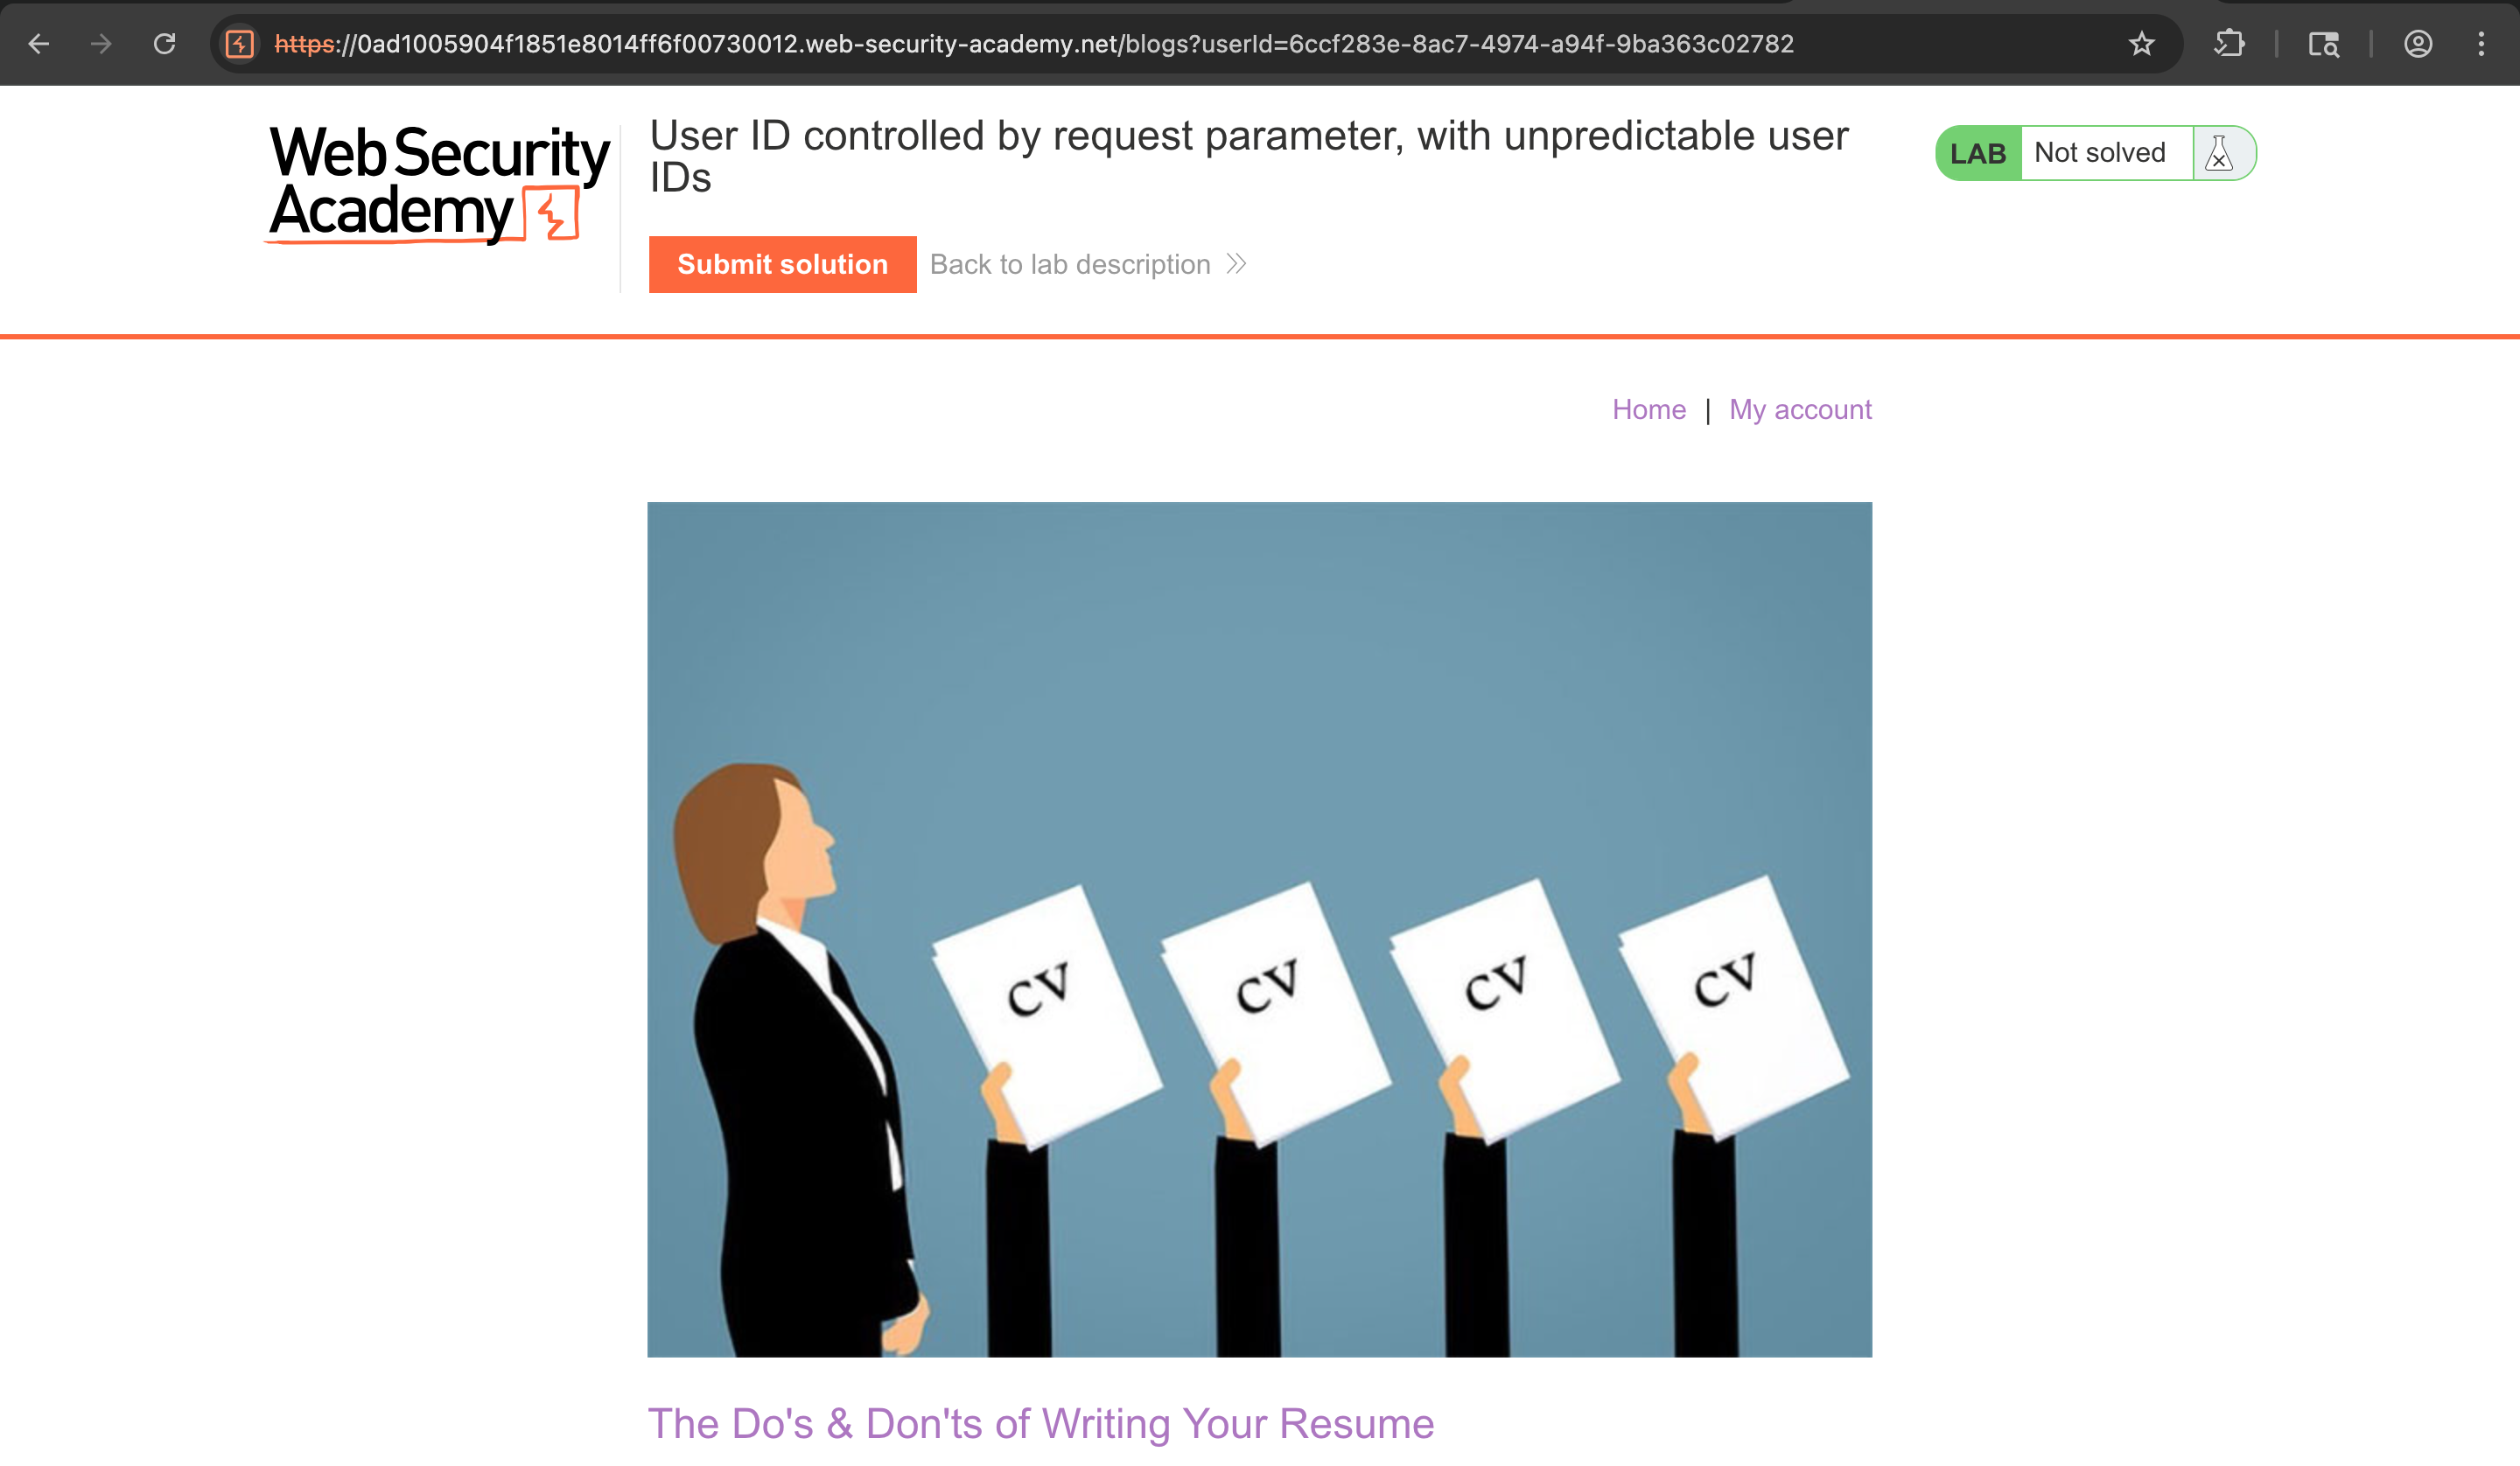 https://0ad1005904f1851e8014ff6f00730012.web-security-academy.net/blogs?userId=6ccf283e-8ac7-4974-a94f-9ba363c02782
Web Security
Academy
User ID controlled by request parameter, with unpredictable user
IDs
Submit solution
Back to lab description
LAB
Not solved
Home | My account
CV
CV
CV
CV
The Do's & Don'ts of Writing Your Resume